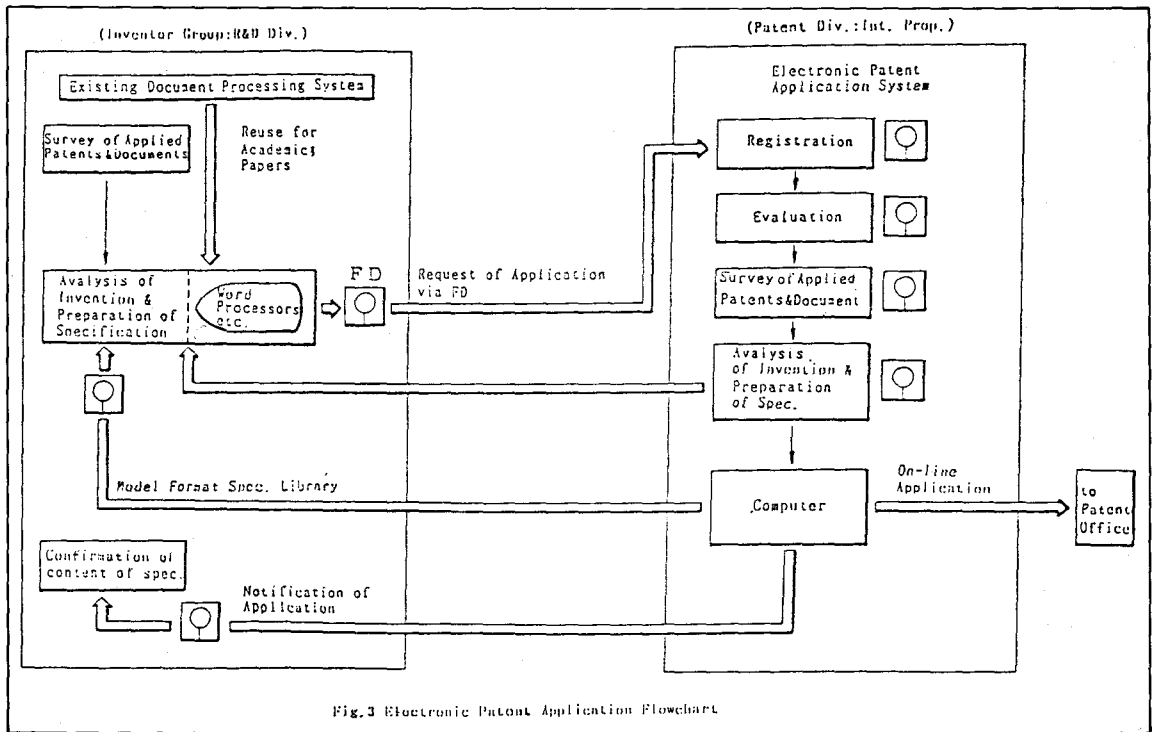 (Inventor Group:R&D Div.)
Existing Document Processing System
Survey of Applied
Patents&Documents
Reuse for
Academic
Papers
Avalysis of
Invention &
Preparation of
Specification
Word
Processors
etc.
FD
Request of Application
via FD
Model Format Spec. Library
Confirmation of
content of spec.
Notification of
Application
(Patent Div.:Int. Prop.)
Electronic Patent
Application System
Registration
Evaluation
Survey of Applied
Patents&Document
Avalysis
of Invention &
Preparation
of Spec.
Computer
On-line
Application
to
Patent
Office
Fig.3 Electronic Patent Application Flowchart